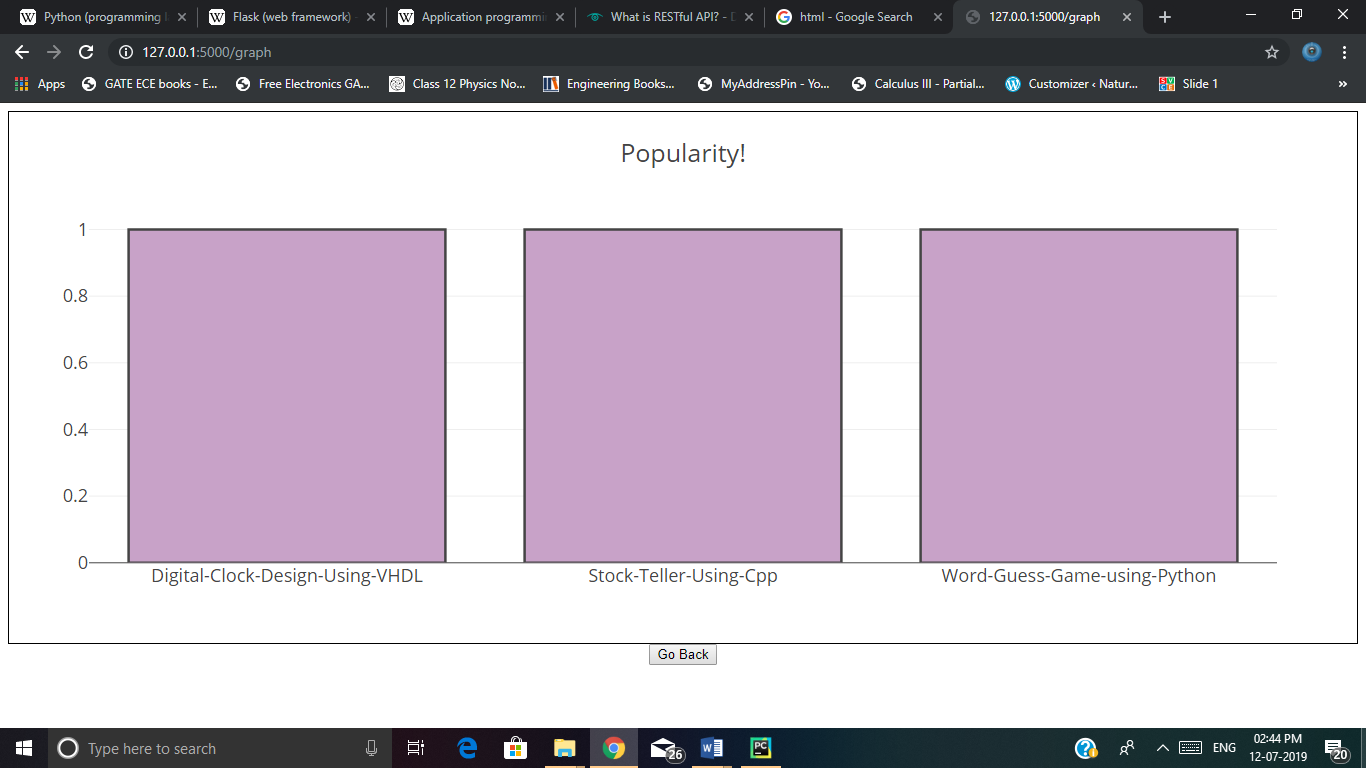 Python (programming l
Flask (web framework) -
Application programmi
What is RESTful API? - D
html - Google Search
127.0.0.1:5000/graph
127.0.0.1:5000/graph
Apps
GATE ECE books - E...
Free Electronics GA...
Class 12 Physics No...
Engineering Books...
MyAddressPin - Yo...
Calculus III - Partial...
Customizer ‹ Natur...
Slide 1
»
Popularity!
1
0.8
0.6
0.4
0.2
0
Digital-Clock-Design-Using-VHDL
Stock-Teller-Using-Cpp
Word-Guess-Game-using-Python
Go Back
Type here to search
26
PC
ENG
02:44 PM
12-07-2019
20